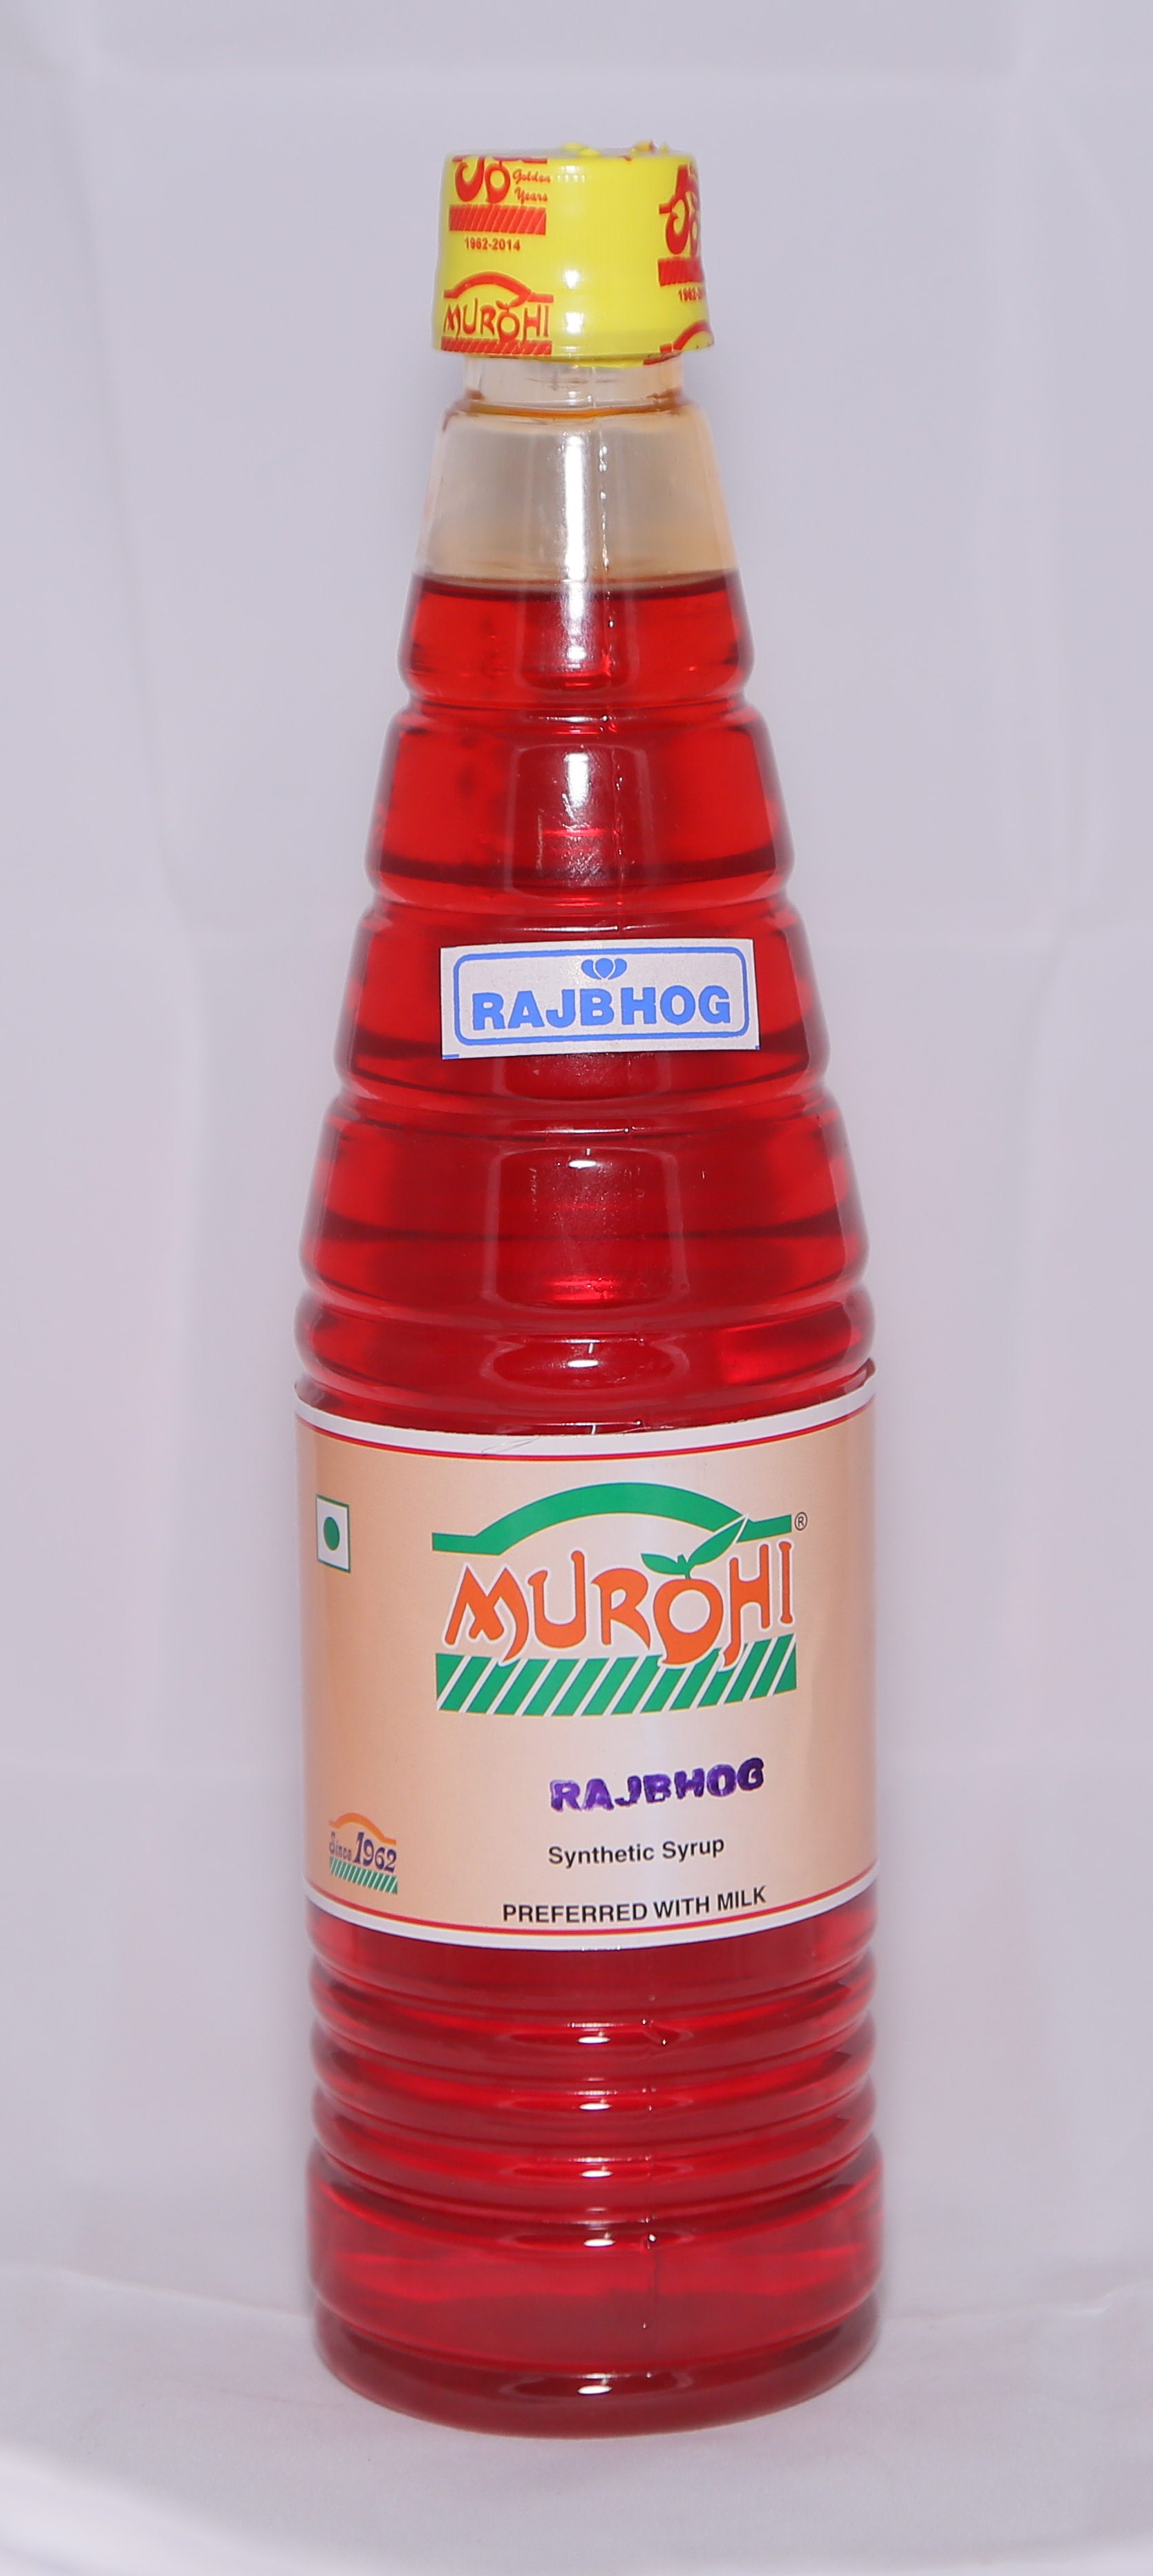 Golden
Years
1962-2014
MUROHI
RAJBHOG
MUROHI®
RAJBHOG
Synthetic Syrup
Since 1962
PREFERRED WITH MILK